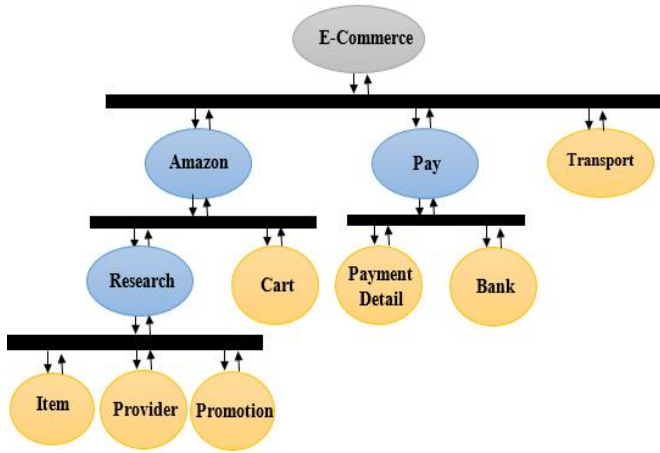 E-Commerce
Amazon
Pay
Transport
Research
Cart
Payment
Detail
Bank
Item
Provider
Promotion